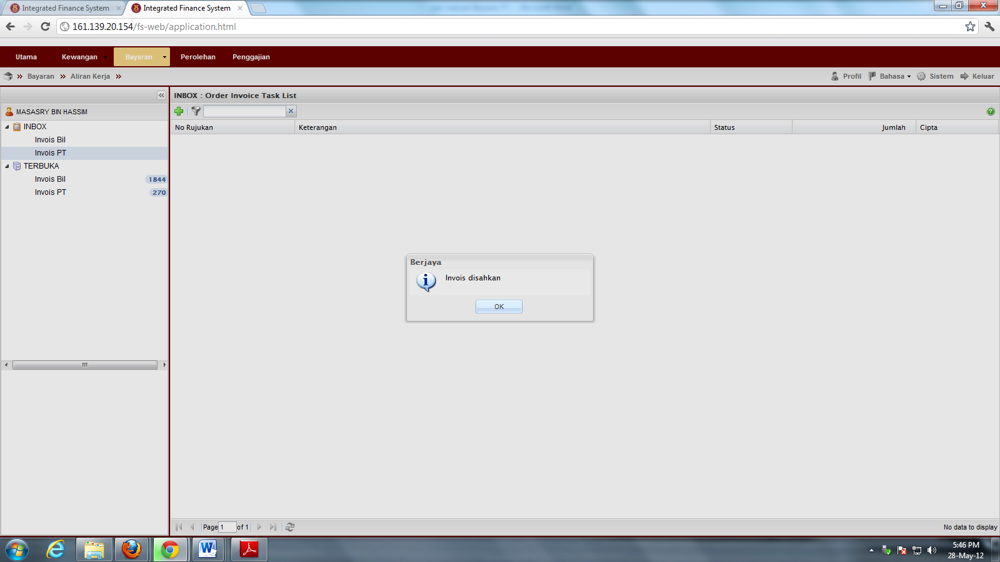 Integrated Finance System
Integrated Finance System
161.139.20.154/fs-web/application.html
Utama Kewangan Bayaran Perolehan Penggajian
Bayaran Aliran Kerja Profil Bahasa Sistem Keluar
INBOX : Order Invoice Task List
MASASRY BIN HASSIM
INBOX
Invois Bil
Invois PT
TERBUKA
Invois Bil 1844
Invois PT 270
No Rujukan Keterangan Status Jumlah Cipta
Berjaya
Invois disahkan
OK
Page 1 of 1
No data to display
5:46 PM
28-May-12